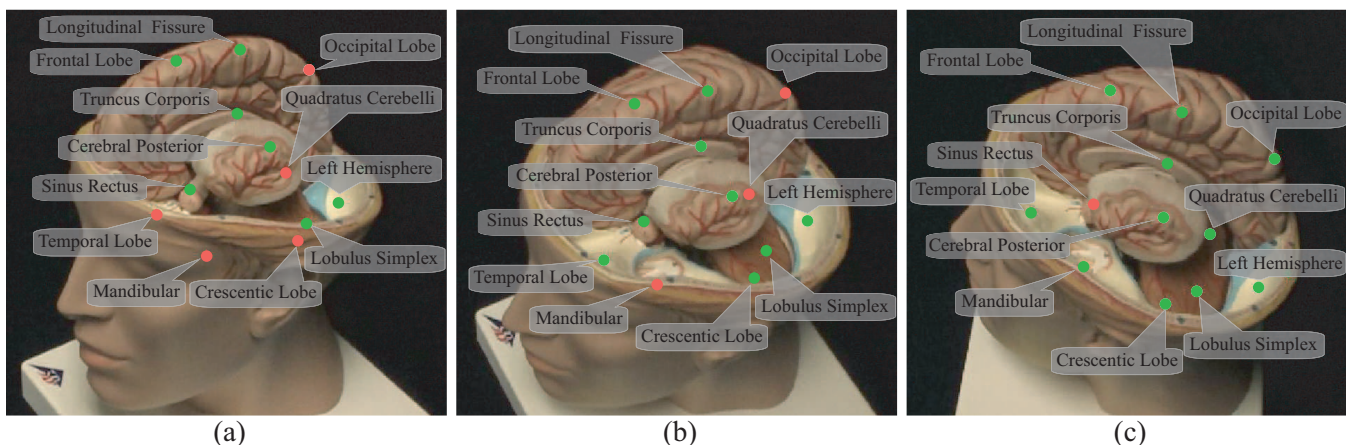 Longitudinal Fissure
Frontal Lobe
Occipital Lobe
Truncus Corporis
Quadratus Cerebelli
Cerebral Posterior
Left Hemisphere
Sinus Rectus
Temporal Lobe
Lobulus Simplex
Mandibular
Crescentic Lobe
(a)
Longitudinal Fissure
Occipital Lobe
Frontal Lobe
Truncus Corporis
Quadratus Cerebelli
Cerebral Posterior
Left Hemisphere
Sinus Rectus
Temporal Lobe
Lobulus Simplex
Mandibular
Crescentic Lobe
(b)
Longitudinal Fissure
Frontal Lobe
Truncus Corporis
Occipital Lobe
Sinus Rectus
Temporal Lobe
Quadratus Cerebelli
Cerebral Posterior
Left Hemisphere
Mandibular
Lobulus Simplex
Crescentic Lobe
(c)